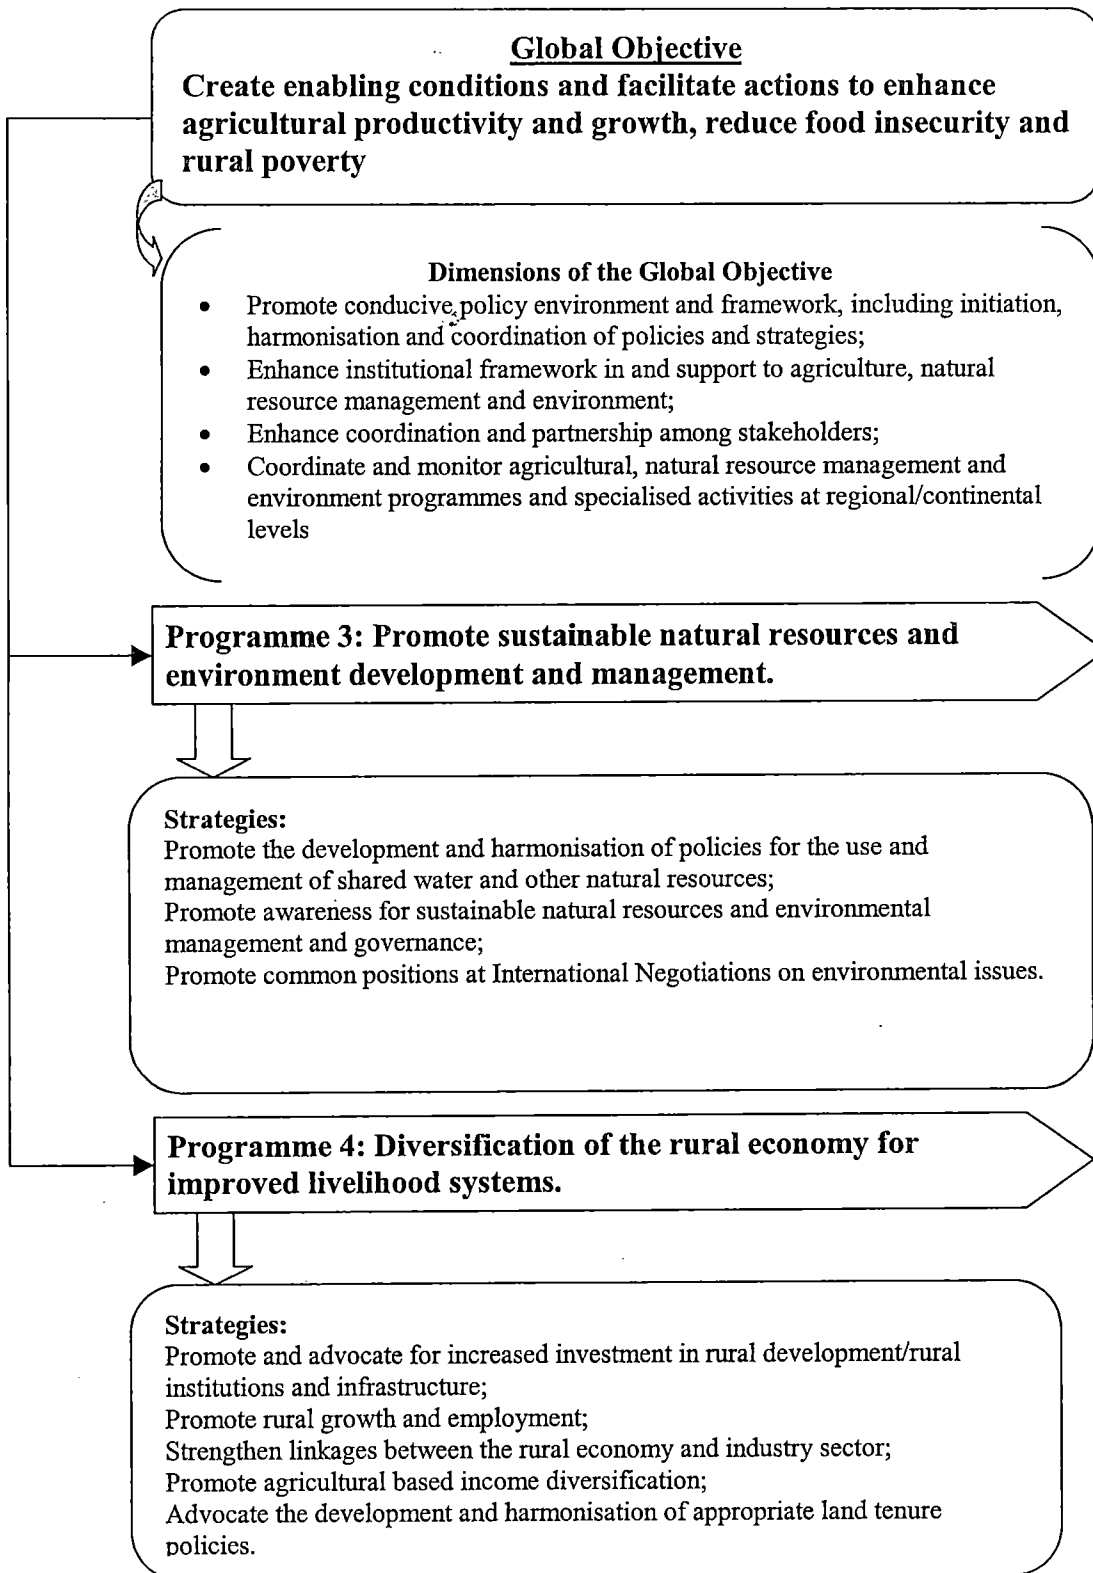 Global Objective
Create enabling conditions and facilitate actions to enhance
agricultural productivity and growth, reduce food insecurity and
rural poverty
Dimensions of the Global Objective
• Promote conducive policy environment and framework, including initiation,
harmonisation and coordination of policies and strategies;
• Enhance institutional framework in and support to agriculture, natural
resource management and environment;
• Enhance coordination and partnership among stakeholders;
• Coordinate and monitor agricultural, natural resource management and
environment programmes and specialised activities at regional/continental
levels
Programme 3: Promote sustainable natural resources and
environment development and management.
Strategies:
Promote the development and harmonisation of policies for the use and
management of shared water and other natural resources;
Promote awareness for sustainable natural resources and environmental
management and governance;
Promote common positions at International Negotiations on environmental issues.
Programme 4: Diversification of the rural economy for
improved livelihood systems.
Strategies:
Promote and advocate for increased investment in rural development/rural
institutions and infrastructure;
Promote rural growth and employment;
Strengthen linkages between the rural economy and industry sector;
Promote agricultural based income diversification;
Advocate the development and harmonisation of appropriate land tenure
policies.